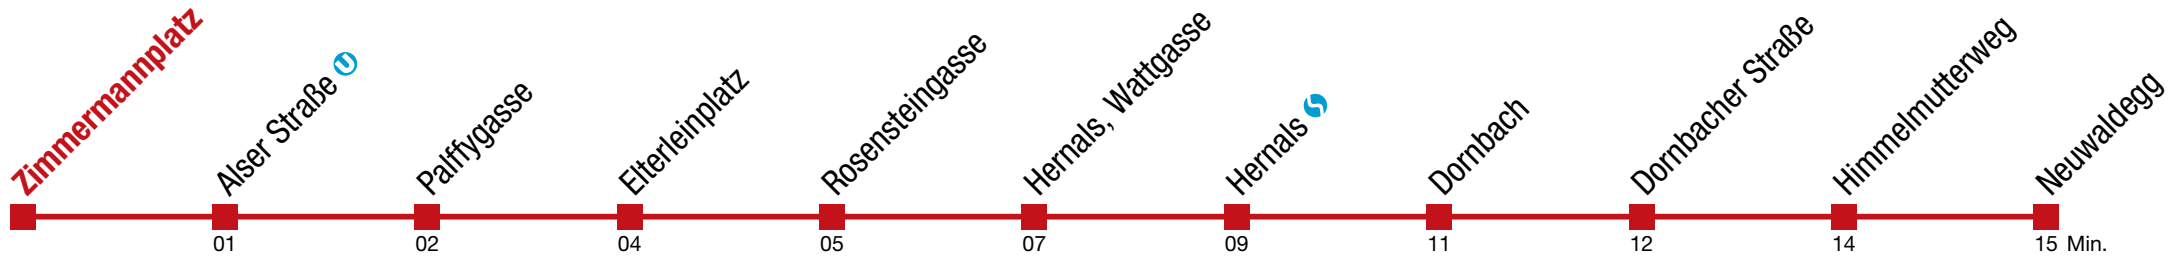 Zimmermannplatz
Alser Straße U
Palffygasse
Elterleinplatz
Rosensteingasse
Hernals, Wattgasse
Hernals S
Dornbach
Dornbacher Straße
Himmelmutterweg
Neuwaldegg
01 02 04 05 07 09 11 12 14 15 Min.